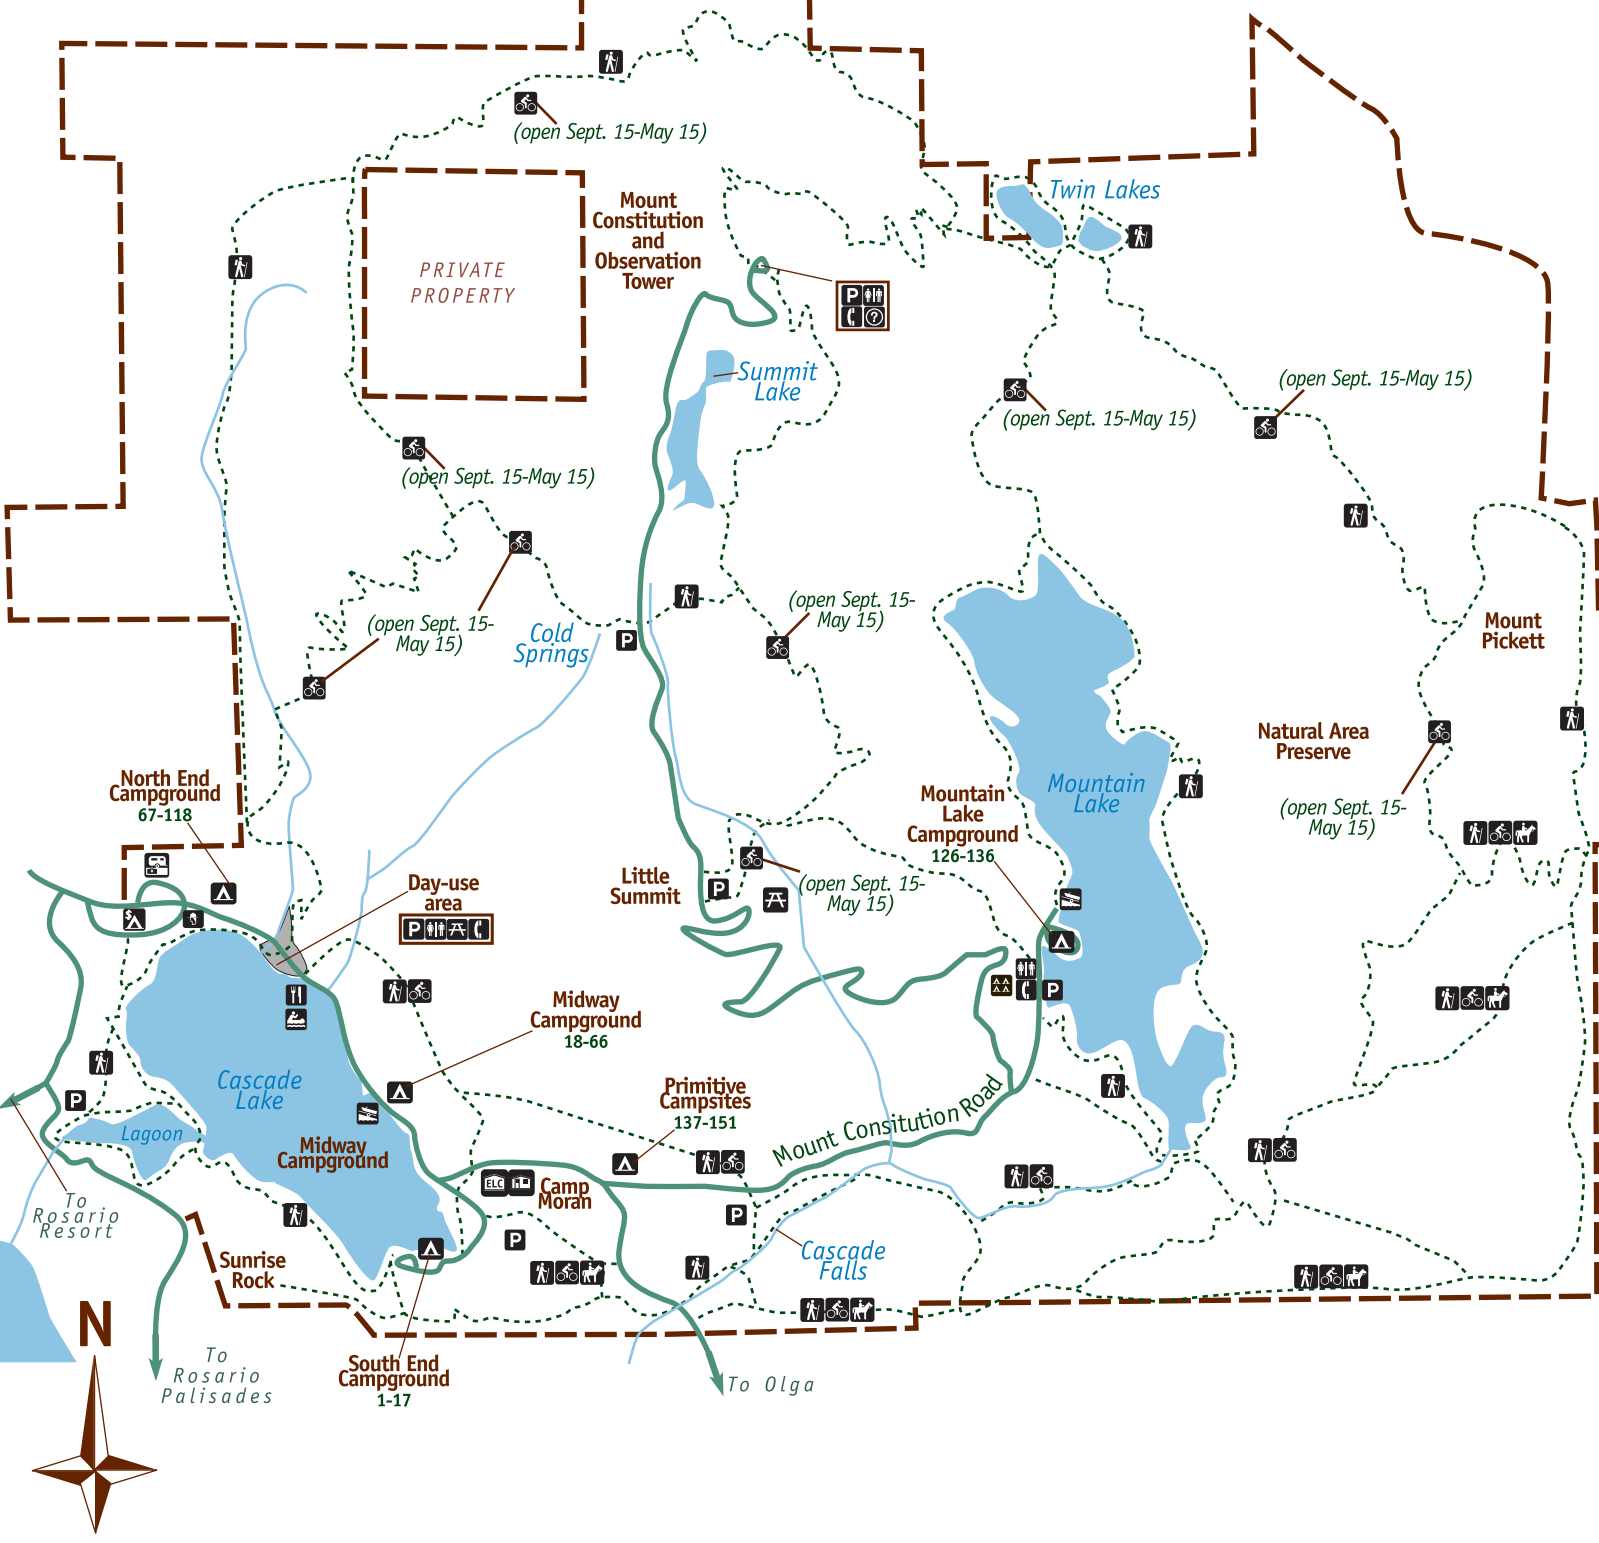 (open Sept. 15-May 15)
Twin Lakes
Mount
Constitution
and
Observation
Tower
PRIVATE
PROPERTY
P
?
Summit
Lake
(open Sept. 15-May 15)
(open Sept. 15-May 15)
(open Sept. 15-May 15)
(open Sept. 15-
May 15)
(open Sept. 15-
May 15)
Cold
Springs
P
Mount
Pickett
Natural Area
Preserve
(open Sept. 15-
May 15)
North End
Campground
67-118
Mountain
Lake
Mountain
Lake
Campground
126-136
Day-use
area
P
Little
Summit
P
(open Sept. 15-
May 15)
$
P
Midway
Campground
18-66
Cascade
Lake
P
Lagoon
Midway
Campground
Primitive
Campsites
137-151
Mount Consitution Road
ELC
Camp
Moran
P
P
To
Rosario
Resort
Sunrise
Rock
Cascade
Falls
N
South End
Campground
1-17
To
Rosario
Palisades
To Olga